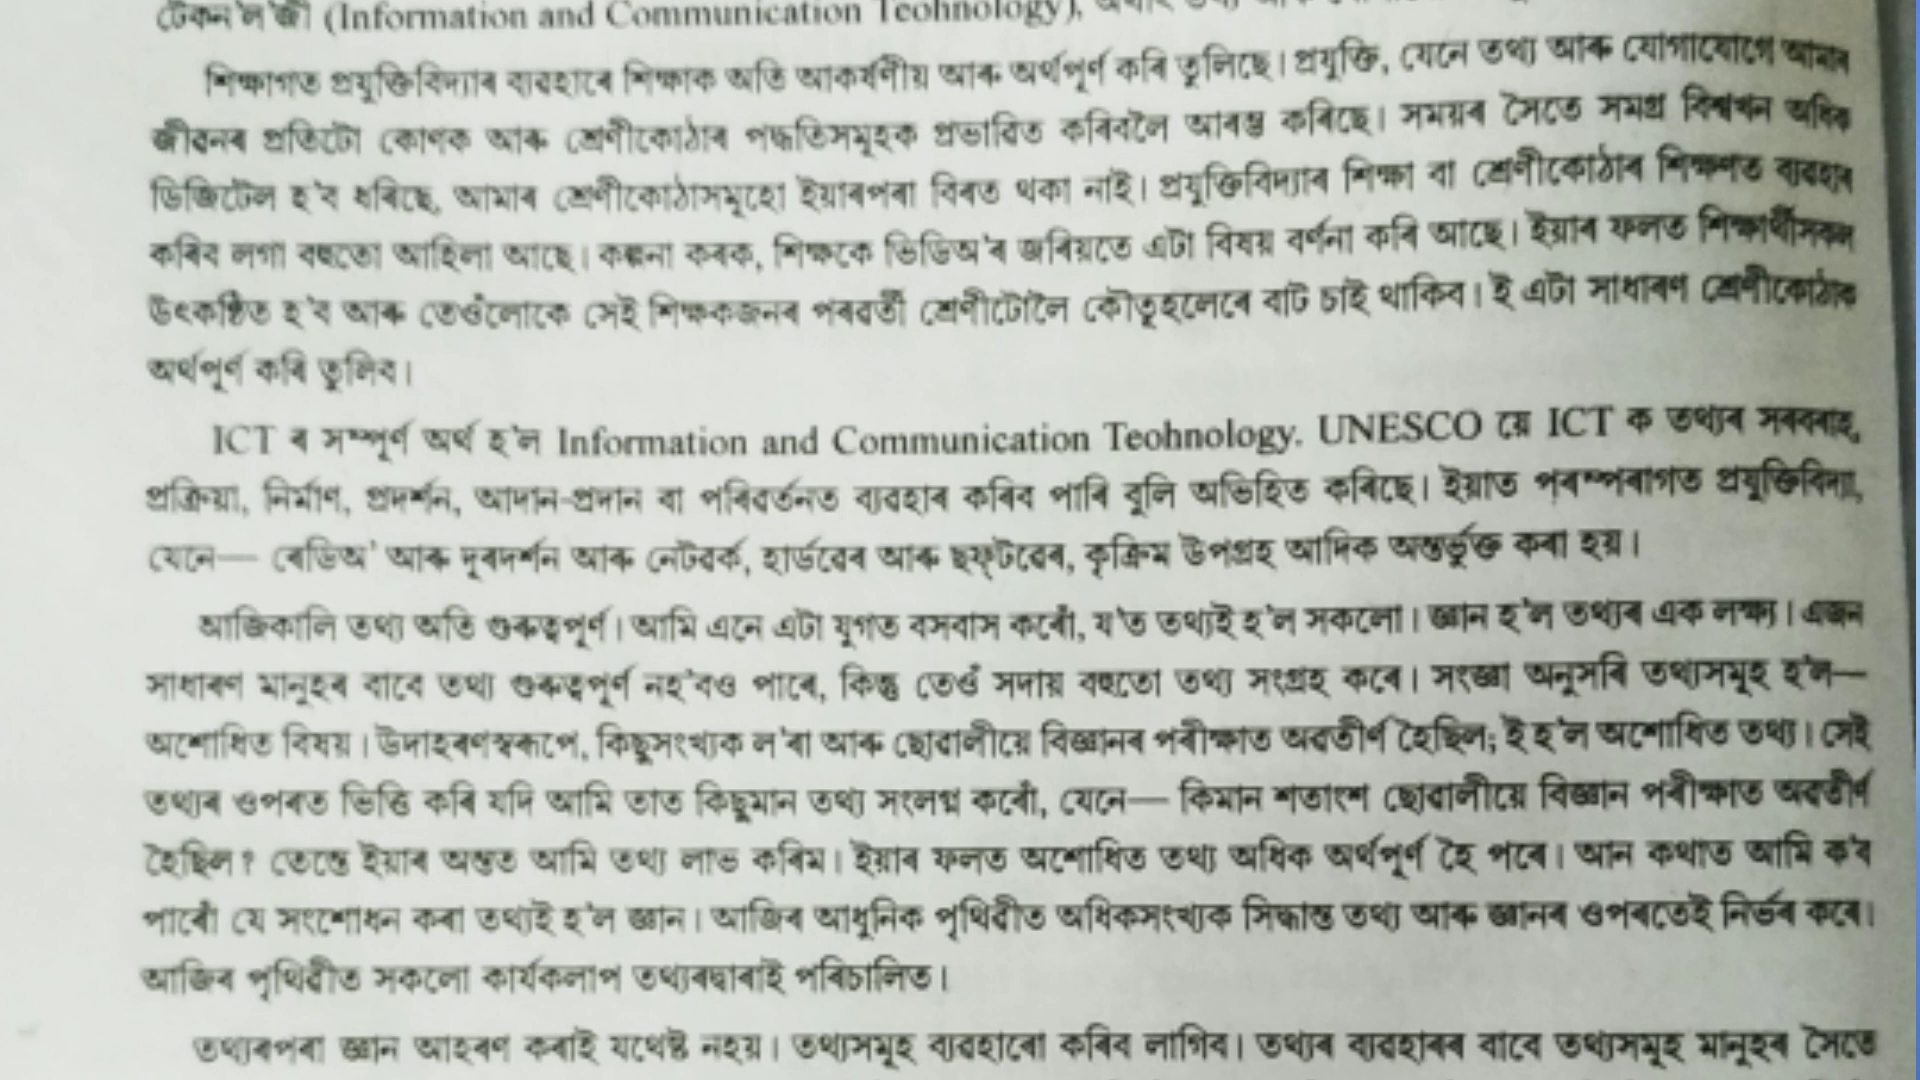 টেকন'ল'জী (Information and Communication Teohnology),
শিক্ষাগত প্ৰযুক্তিবিদ্যাৰ ব্যৱহাৰে শিক্ষাক অতি আকৰ্ষণীয় আৰু অৰ্থপূৰ্ণ কৰি তুলিছে। প্ৰযুক্তি, যেনে তথ্য আৰু যোগাযোগে আমাৰ
জীৱনৰ প্ৰতিটো কোণক আৰু শ্ৰেণীকোঠাৰ পদ্ধতিসমূহক প্ৰভাৱিত কৰিবলৈ আৰম্ভ কৰিছে। সময়ৰ সৈতে সমগ্ৰ বিশ্বখন অধিক
ডিজিটেল হ'ব ধৰিছে, আমাৰ শ্ৰেণীকোঠাসমূহো ইয়াৰপৰা বিৰত থকা নাই। প্ৰযুক্তিবিদ্যাৰ শিক্ষা বা শ্ৰেণীকোঠাৰ শিক্ষণত ব্যৱহাৰ
কৰিব লগা বহুতো আহিলা আছে। কল্পনা কৰক, শিক্ষকে ভিডিঅ'ৰ জৰিয়তে এটা বিষয় বৰ্ণনা কৰি আছে। ইয়াৰ ফলত শিক্ষাৰ্থীসকল
উৎকণ্ঠিত হ'ব আৰু তেওঁলোকে সেই শিক্ষকজনৰ পৰৱৰ্তী শ্ৰেণীটোলৈ কৌতূহলেৰে বাট চাই থাকিব। ই এটা সাধাৰণ শ্ৰেণীকোঠাক
অৰ্থপূৰ্ণ কৰি তুলিব।
ICT ৰ সম্পূৰ্ণ অৰ্থ হ'ল Information and Communication Teohnology. UNESCO য়ে ICT ক তথ্যৰ সৰবৰাহ,
প্ৰক্ৰিয়া, নিৰ্মাণ, প্ৰদৰ্শন, আদান-প্ৰদান বা পৰিৱৰ্তনত ব্যৱহাৰ কৰিব পাৰি বুলি অভিহিত কৰিছে। ইয়াত পৰম্পৰাগত প্ৰযুক্তিবিদ্যা,
যেনে— ৰেডিঅ' আৰু দূৰদৰ্শন আৰু নেটৱৰ্ক, হাৰ্ডৱেৰ আৰু ছফ্‌টৱেৰ, কৃত্ৰিম উপগ্ৰহ আদিক অন্তৰ্ভুক্ত কৰা হয়।
আজিকালি তথ্য অতি গুৰুত্বপূৰ্ণ। আমি এনে এটা যুগত বসবাস কৰোঁ, য'ত তথ্যই হ'ল সকলো। জ্ঞান হ'ল তথ্যৰ এক লক্ষ্য। এজন
সাধাৰণ মানুহৰ বাবে তথ্য গুৰুত্বপূৰ্ণ নহ'বও পাৰে, কিন্তু তেওঁ সদায় বহুতো তথ্য সংগ্ৰহ কৰে। সংজ্ঞা অনুসৰি তথ্যসমূহ হ'ল—
অশোধিত বিষয়। উদাহৰণস্বৰূপে, কিছুসংখ্যক ল'ৰা আৰু ছোৱালীয়ে বিজ্ঞানৰ পৰীক্ষাত অৱতীৰ্ণ হৈছিল; ই হ'ল অশোধিত তথ্য। সেই
তথ্যৰ ওপৰত ভিত্তি কৰি যদি আমি তাত কিছুমান তথ্য সংলগ্ন কৰোঁ, যেনে— কিমান শতাংশ ছোৱালীয়ে বিজ্ঞান পৰীক্ষাত অৱতীৰ্ণ
হৈছিল? তেন্তে ইয়াৰ অন্তত আমি তথ্য লাভ কৰিম। ইয়াৰ ফলত অশোধিত তথ্য অধিক অৰ্থপূৰ্ণ হৈ পৰে। আন কথাত আমি ক'ব
পাৰোঁ যে সংশোধন কৰা তথ্যই হ'ল জ্ঞান। আজিৰ আধুনিক পৃথিৱীত অধিকসংখ্যক সিদ্ধান্ত তথ্য আৰু জ্ঞানৰ ওপৰতেই নিৰ্ভৰ কৰে।
আজিৰ পৃথিৱীত সকলো কাৰ্যকলাপ তথ্যৰদ্বাৰাই পৰিচালিত।
তথ্যৰপৰা জ্ঞান আহৰণ কৰাই যথেষ্ট নহয়। তথ্যসমূহ ব্যৱহাৰো কৰিব লাগিব। তথ্যৰ ব্যৱহাৰৰ বাবে তথ্যসমূহ মানুহৰ সৈতে